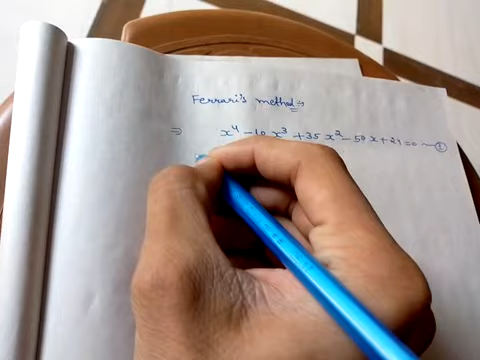 Ferrari's method :-
⇒ x⁴ - 10x³ + 35x² - 50x + 24 = 0 — ①